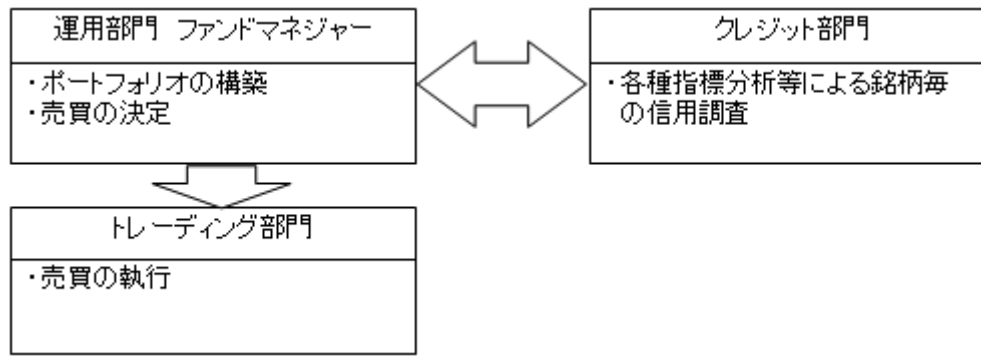 運用部門 ファンドマネジャー
・ポートフォリオの構築
・売買の決定
クレジット部門
・各種指標分析等による銘柄毎
の信用調査
トレーディング部門
・売買の執行